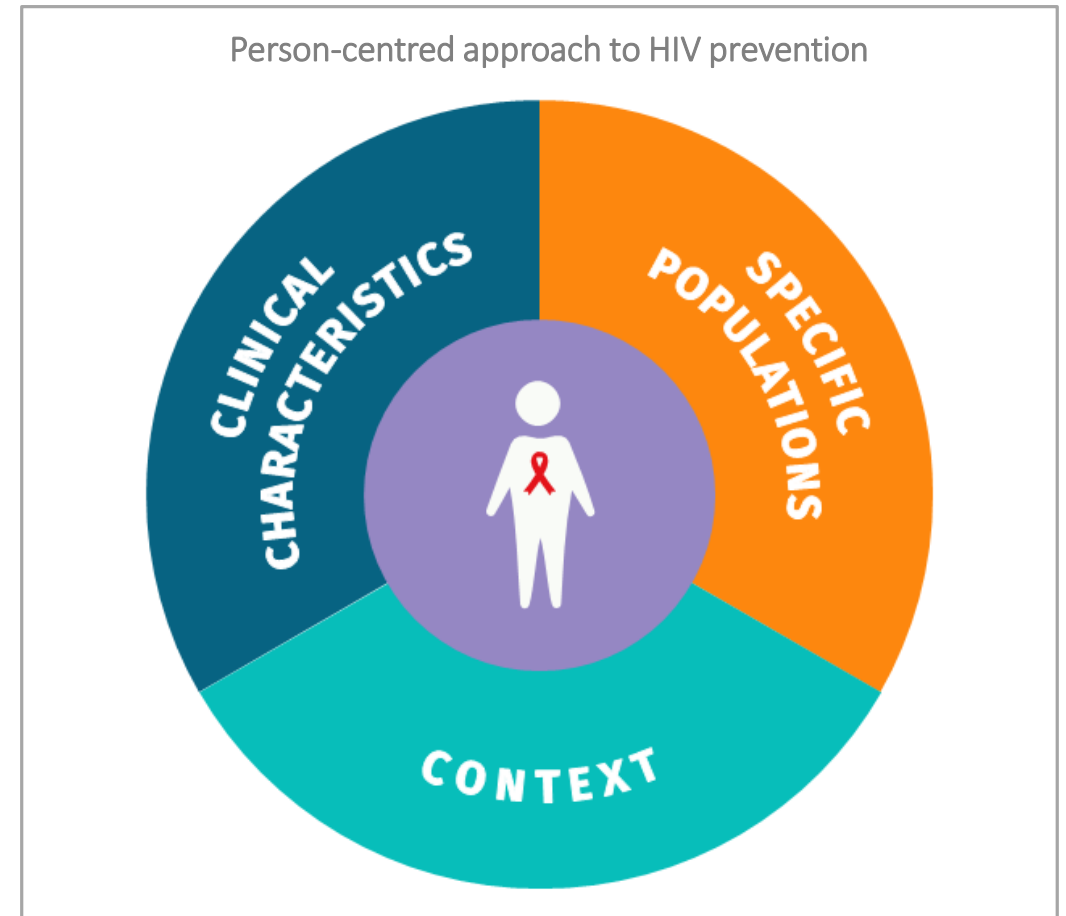 Person-centred approach to HIV prevention
CLINICAL
CHARACTERISTICS
SPECIFIC
POPULATIONS
CONTEXT